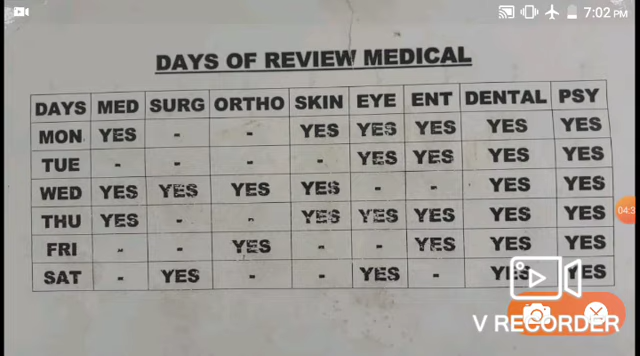 7:02 PM
DAYS OF REVIEW MEDICAL
DAYS MED SURG ORTHO SKIN EYE ENT DENTAL PSY
MON YES - - YES YES YES YES YES
TUE - - - - YES YES YES YES
WED YES YES YES YES - - YES YES
THU YES - - YES YES YES YES YES
FRI - - YES - - YES YES YES
SAT - YES - - YES - YES YES
V RECORDER